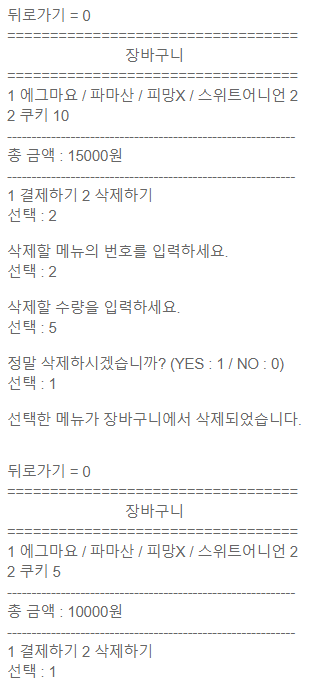 뒤로가기 = 0
==================================
장바구니
==================================
1 에그마요 / 파마산 / 피망X / 스위트어니언 2
2 쿠키 10
----------------------------------------------------------
총 금액 : 15000원
----------------------------------------------------------
1 결제하기 2 삭제하기
선택 : 2
삭제할 메뉴의 번호를 입력하세요.
선택 : 2
삭제할 수량을 입력하세요.
선택 : 5
정말 삭제하시겠습니까? (YES : 1 / NO : 0)
선택 : 1
선택한 메뉴가 장바구니에서 삭제되었습니다.
뒤로가기 = 0
==================================
장바구니
==================================
1 에그마요 / 파마산 / 피망X / 스위트어니언 2
2 쿠키 5
----------------------------------------------------------
총 금액 : 10000원
----------------------------------------------------------
1 결제하기 2 삭제하기
선택 : 1